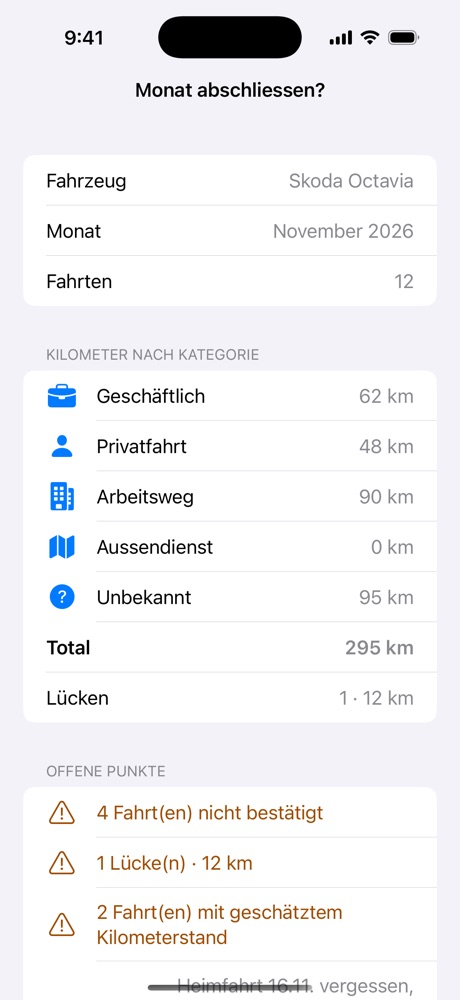 9:41
Monat abschliessen?
Fahrzeug Skoda Octavia
Monat November 2026
Fahrten 12
KILOMETER NACH KATEGORIE
Geschäftlich 62 km
Privatfahrt 48 km
Arbeitsweg 90 km
Aussendienst 0 km
? Unbekannt 95 km
Total 295 km
Lücken 1 · 12 km
OFFENE PUNKTE
4 Fahrt(en) nicht bestätigt
1 Lücke(n) · 12 km
2 Fahrt(en) mit geschätztem
Kilometerstand
Heimfahrt 16.11. vergessen,